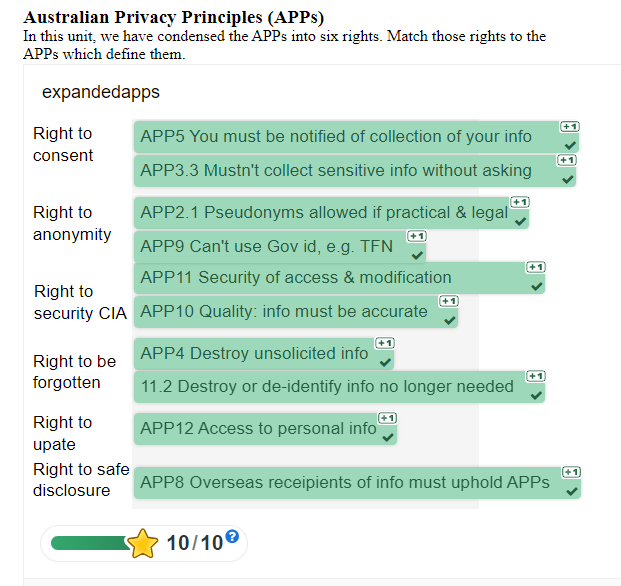 Australian Privacy Principles (APPs)
In this unit, we have condensed the APPs into six rights. Match those rights to the
APPs which define them.
expandedapps
Right to
consent
APP5 You must be notified of collection of your info
+1
APP3.3 Mustn't collect sensitive info without asking
+1
Right to
anonymity
APP2.1 Pseudonyms allowed if practical & legal
+1
APP9 Can't use Gov id, e.g. TFN
+1
Right to
security CIA
APP11 Security of access & modification
+1
APP10 Quality: info must be accurate
+1
Right to be
forgotten
APP4 Destroy unsolicited info
+1
11.2 Destroy or de-identify info no longer needed
+1
Right to
upate
APP12 Access to personal info
+1
Right to safe
disclosure
APP8 Overseas receipients of info must uphold APPs
+1
10/10 ?